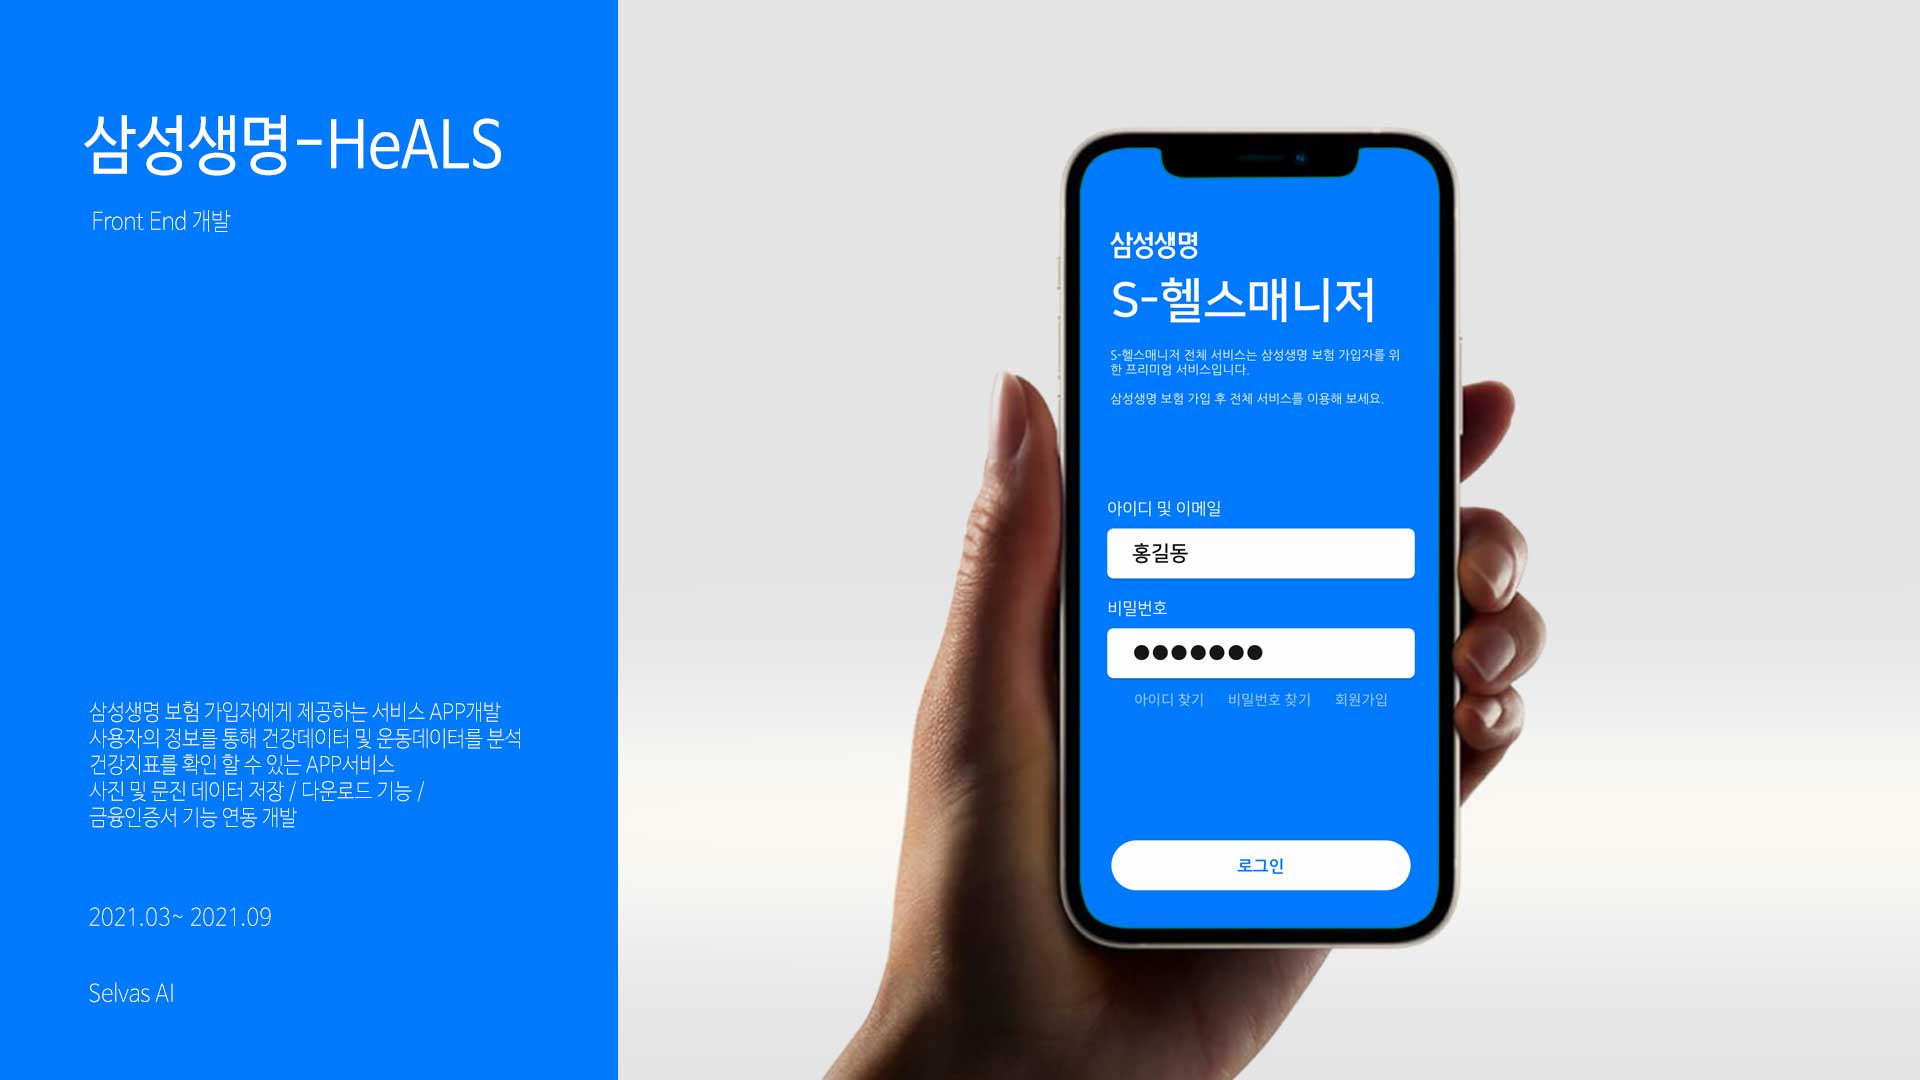 삼성생명-HeALS
Front End 개발
삼성생명 보험 가입자에게 제공하는 서비스 APP개발
사용자의 정보를 통해 건강데이터 및 운동데이터를 분석
건강지표를 확인 할 수 있는 APP서비스
사진 및 문진 데이터 저장 / 다운로드 기능 /
금융인증서 기능 연동 개발
2021.03~ 2021.09
Selvas AI
삼성생명
S-헬스매니저
S-헬스매니저 전체 서비스는 삼성생명 보험 가입자를 위
한 프리미엄 서비스입니다.
삼성생명 보험 가입 후 전체 서비스를 이용해 보세요.
아이디 및 이메일
홍길동
비밀번호
●●●●●●●
아이디 찾기 비밀번호 찾기 회원가입
로그인